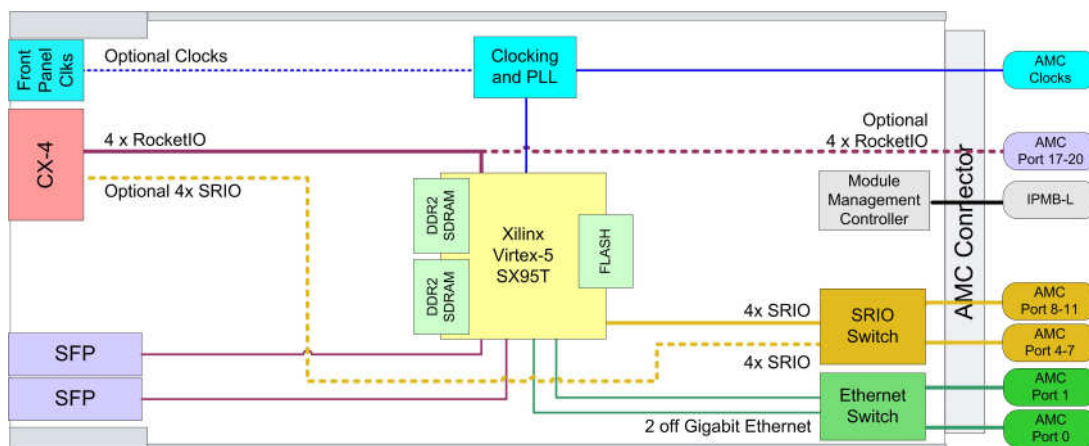 Front
Panel
Clks
Optional Clocks
Clocking
and PLL
AMC
Clocks
CX-4
4 x RocketIO
Optional
4 x RocketIO
AMC
Port 17-20
Optional 4x SRIO
Module
Management
Controller
IPMB-L
AMC Connector
DDR2
SDRAM
DDR2
SDRAM
Xilinx
Virtex-5
SX95T
FLASH
4x SRIO
4x SRIO
SRIO
Switch
AMC
Port 8-11
AMC
Port 4-7
SFP
SFP
2 off Gigabit Ethernet
Ethernet
Switch
AMC
Port 1
AMC
Port 0